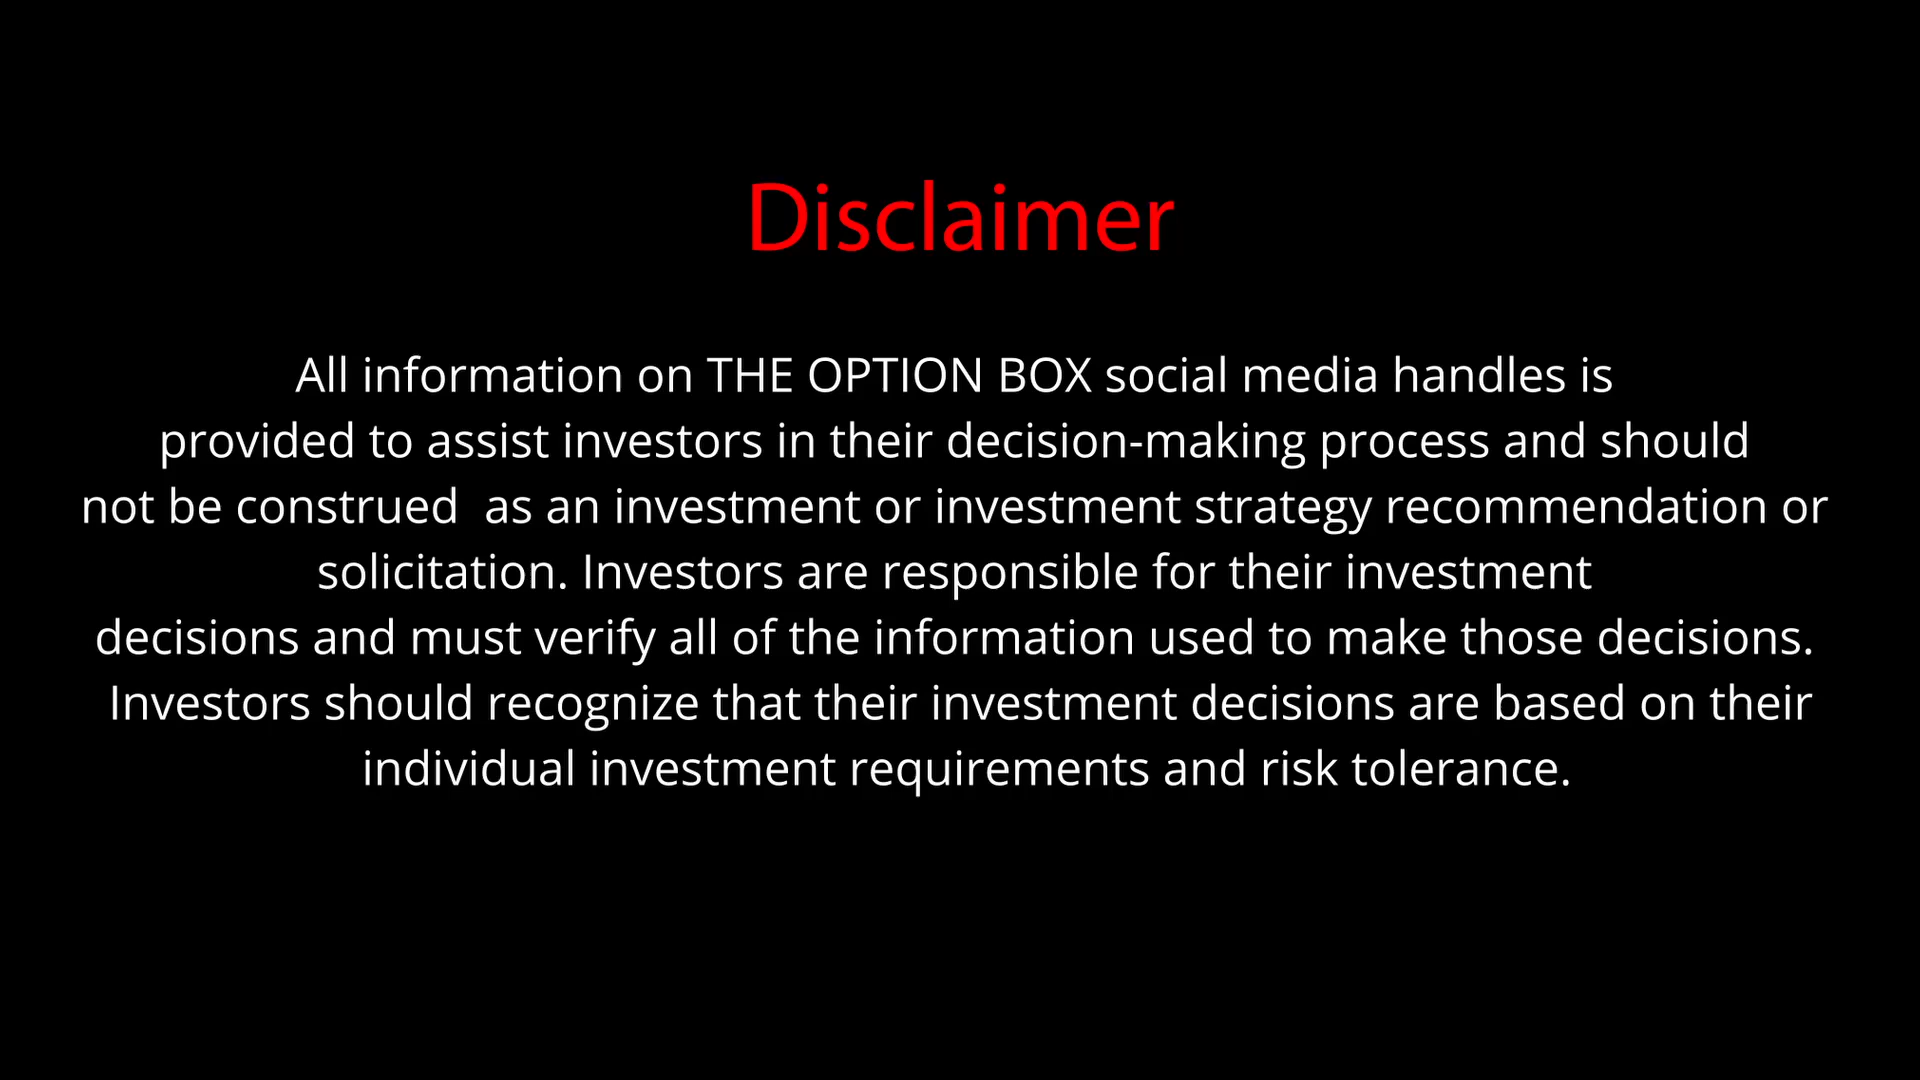 Disclaimer
All information on THE OPTION BOX social media handles is
provided to assist investors in their decision-making process and should
not be construed  as an investment or investment strategy recommendation or
solicitation. Investors are responsible for their investment
decisions and must verify all of the information used to make those decisions.
Investors should recognize that their investment decisions are based on their
individual investment requirements and risk tolerance.